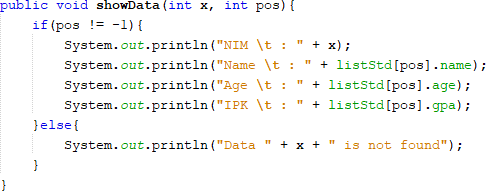 public void showData(int x, int pos){
    if(pos != -1){
        System.out.println("NIM \t : " + x);
        System.out.println("Name \t : " + listStd[pos].name);
        System.out.println("Age \t : " + listStd[pos].age);
        System.out.println("IPK \t : " + listStd[pos].gpa);
    }else{
        System.out.println("Data " + x + " is not found");
    }
}